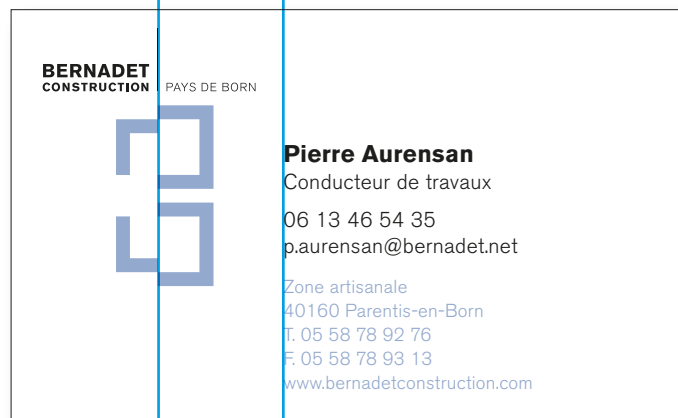 BERNADET
CONSTRUCTION PAYS DE BORN
Pierre Aurensan
Conducteur de travaux
06 13 46 54 35
p.aurensan@bernadet.net
Zone artisanale
40160 Parentis-en-Born
T. 05 58 78 92 76
F. 05 58 78 93 13
www.bernadetconstruction.com